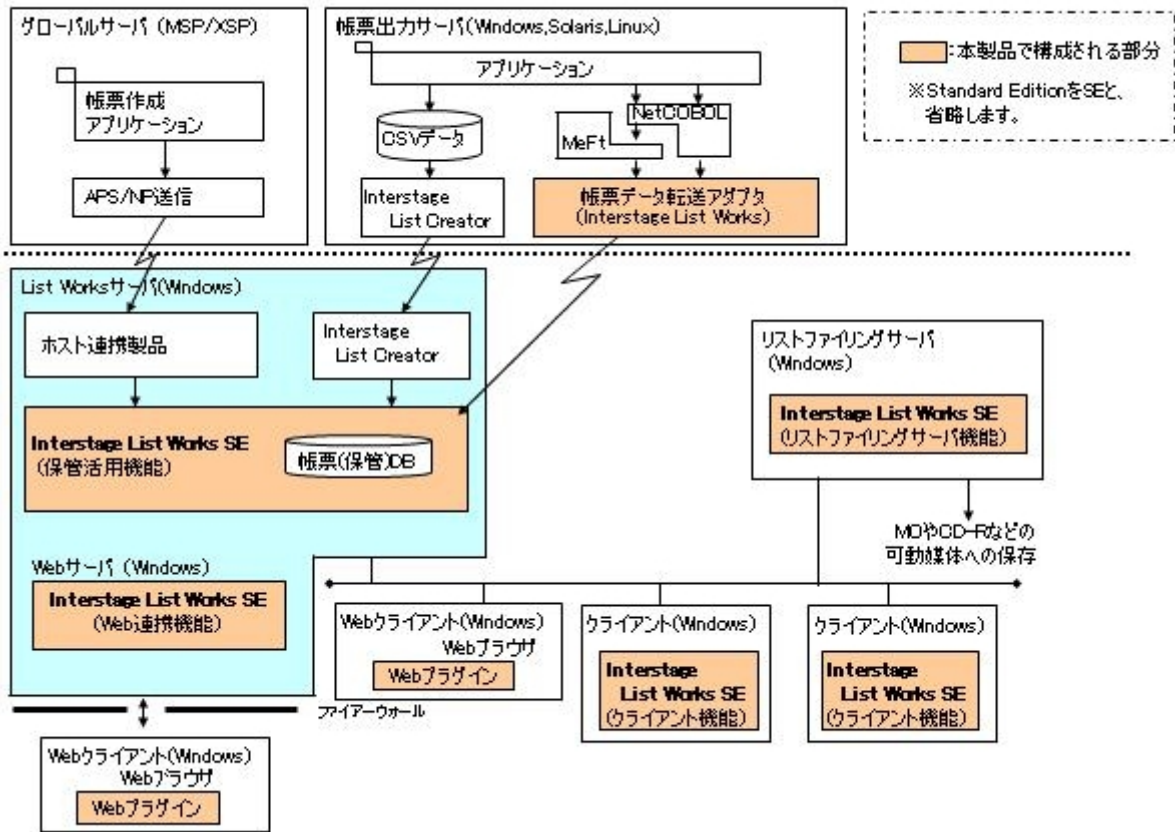 グローバルサーバ (MSP/XSP)
帳票作成
アプリケーション
APS/NP送信
帳票出力サーバ(Windows,Solaris,Linux)
アプリケーション
CSVデータ
NetCOBOL
MeFt
Interstage
List Creator
帳票データ転送アダプタ
(Interstage List Works)
:本製品で構成される部分
※Standard EditionをSEと、
省略します。
List Worksサーバ(Windows)
ホスト連携製品
Interstage
List Creator
Interstage List Works SE
(保管活用機能)
帳票(保管)DB
Webサーバ (Windows)
Interstage List Works SE
(Web連携機能)
リストファイリングサーバ
(Windows)
Interstage List Works SE
(リストファイリングサーバ機能)
MOやCD-Rなどの
可動媒体への保存
Webクライアント(Windows)
Webブラウザ
Webプラグイン
クライアント(Windows)
Interstage
List Works SE
(クライアント機能)
クライアント(Windows)
Interstage
List Works SE
(クライアント機能)
ファイアーウォール
Webクライアント(Windows)
Webブラウザ
Webプラグイン